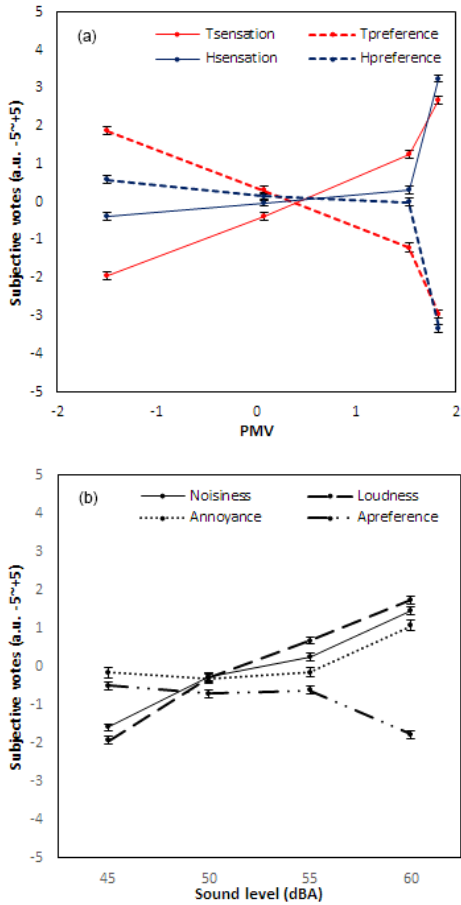 (a)
Tsensation
Tpreference
Hsensation
Hpreference
5
4
3
2
1
0
-1
-2
-3
-4
-5
Subjective votes (a.u. -5~+5)
-2 -1 0 1 2
PMV
(b)
Noisiness
Loudness
Annoyance
Apreference
5
4
3
2
1
0
-1
-2
-3
-4
-5
Subjective votes (a.u. -5~+5)
45 50 55 60
Sound level (dBA)